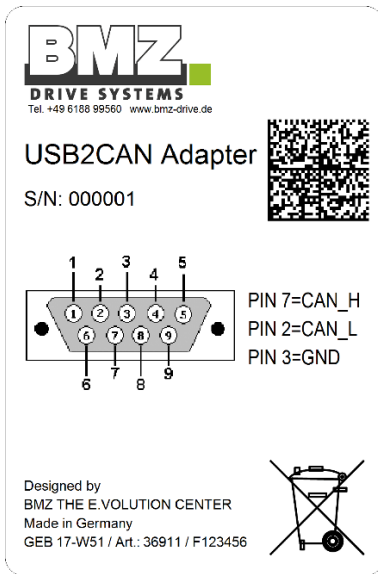 BMZ
DRIVE SYSTEMS
Tel. +49 6188 99560 www.bmz-drive.de
USB2CAN Adapter
S/N: 000001
1 2 3 4 5
1 2 3 4 5
6 7 8 9
6 7 8 9
PIN 7=CAN_H
PIN 2=CAN_L
PIN 3=GND
Designed by
BMZ THE E.VOLUTION CENTER
Made in Germany
GEB 17-W51 / Art.: 36911 / F123456